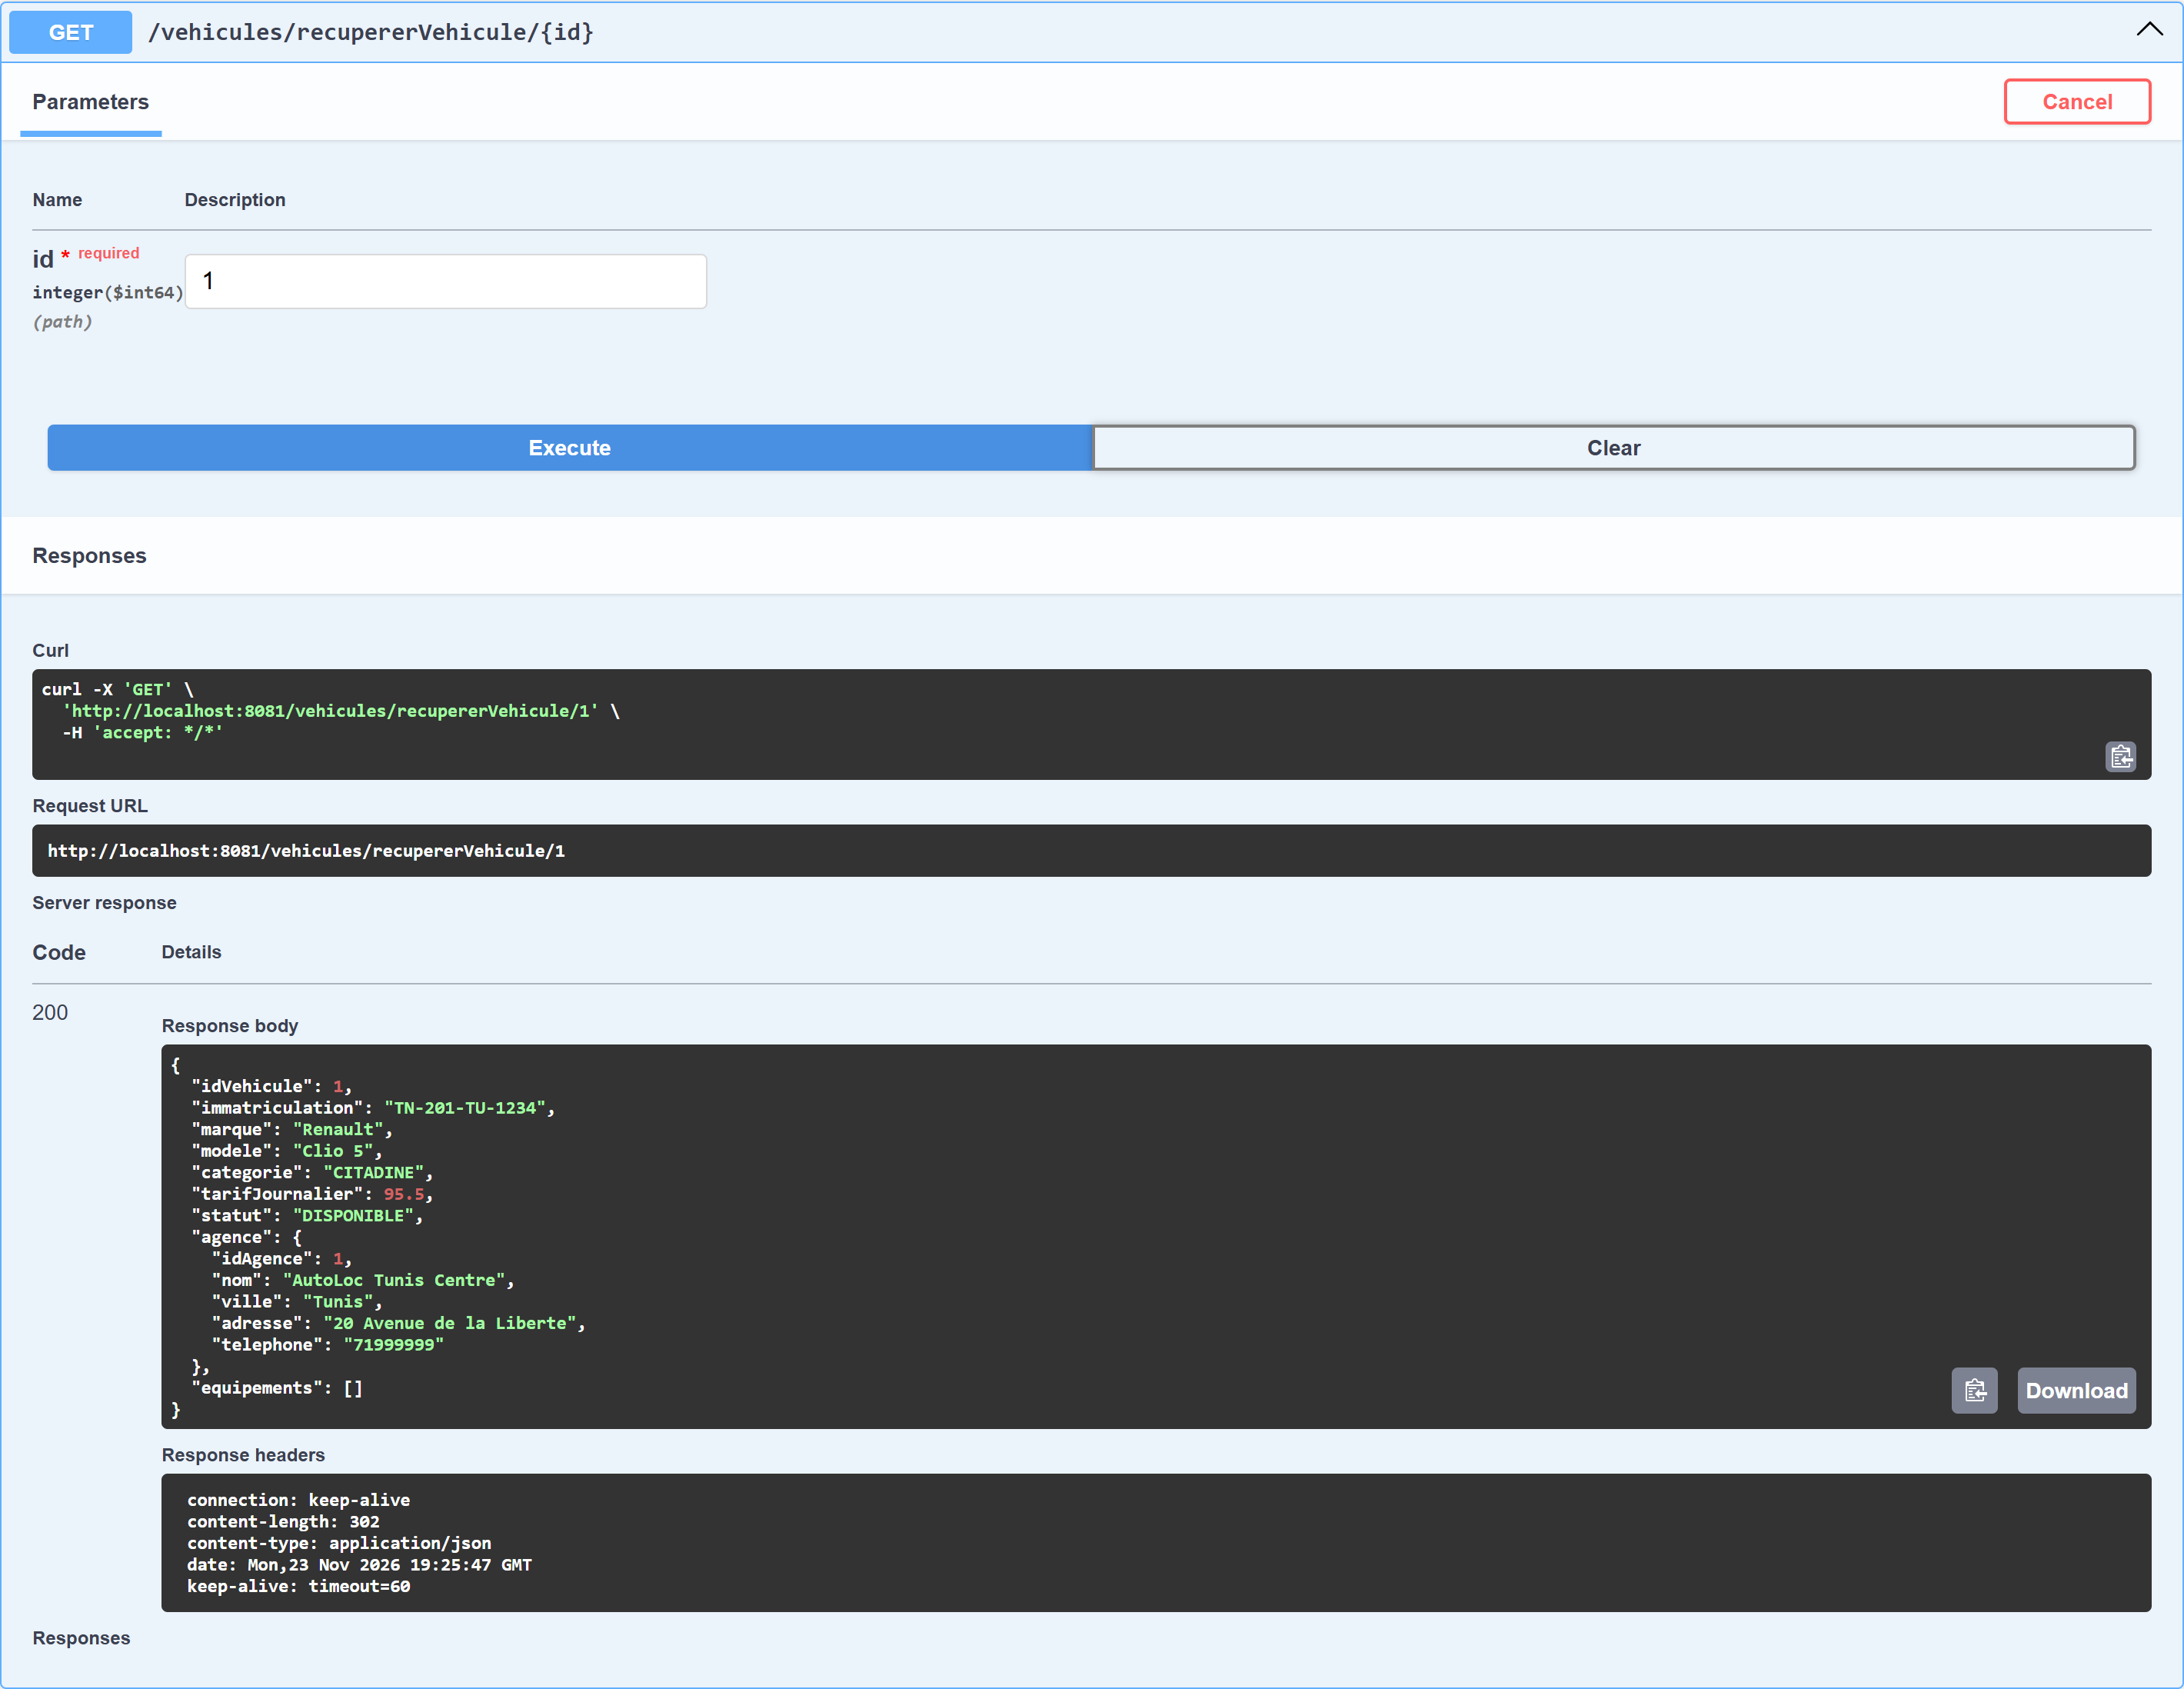 GET /vehicules/recupererVehicule/{id}
Parameters
Cancel
Name Description
id * required
integer($int64)
(path)
1
Execute
Clear
Responses
Curl
curl -X 'GET' \
  'http://localhost:8081/vehicules/recupererVehicule/1' \
  -H 'accept: */*'
Request URL
http://localhost:8081/vehicules/recupererVehicule/1
Server response
Code Details
200
Response body
{
  "idVehicule": 1,
  "immatriculation": "TN-201-TU-1234",
  "marque": "Renault",
  "modele": "Clio 5",
  "categorie": "CITADINE",
  "tarifJournalier": 95.5,
  "statut": "DISPONIBLE",
  "agence": {
    "idAgence": 1,
    "nom": "AutoLoc Tunis Centre",
    "ville": "Tunis",
    "adresse": "20 Avenue de la Liberte",
    "telephone": "71999999"
  },
  "equipements": []
}
Download
Response headers
connection: keep-alive
content-length: 302
content-type: application/json
date: Mon,23 Nov 2026 19:25:47 GMT
keep-alive: timeout=60
Responses